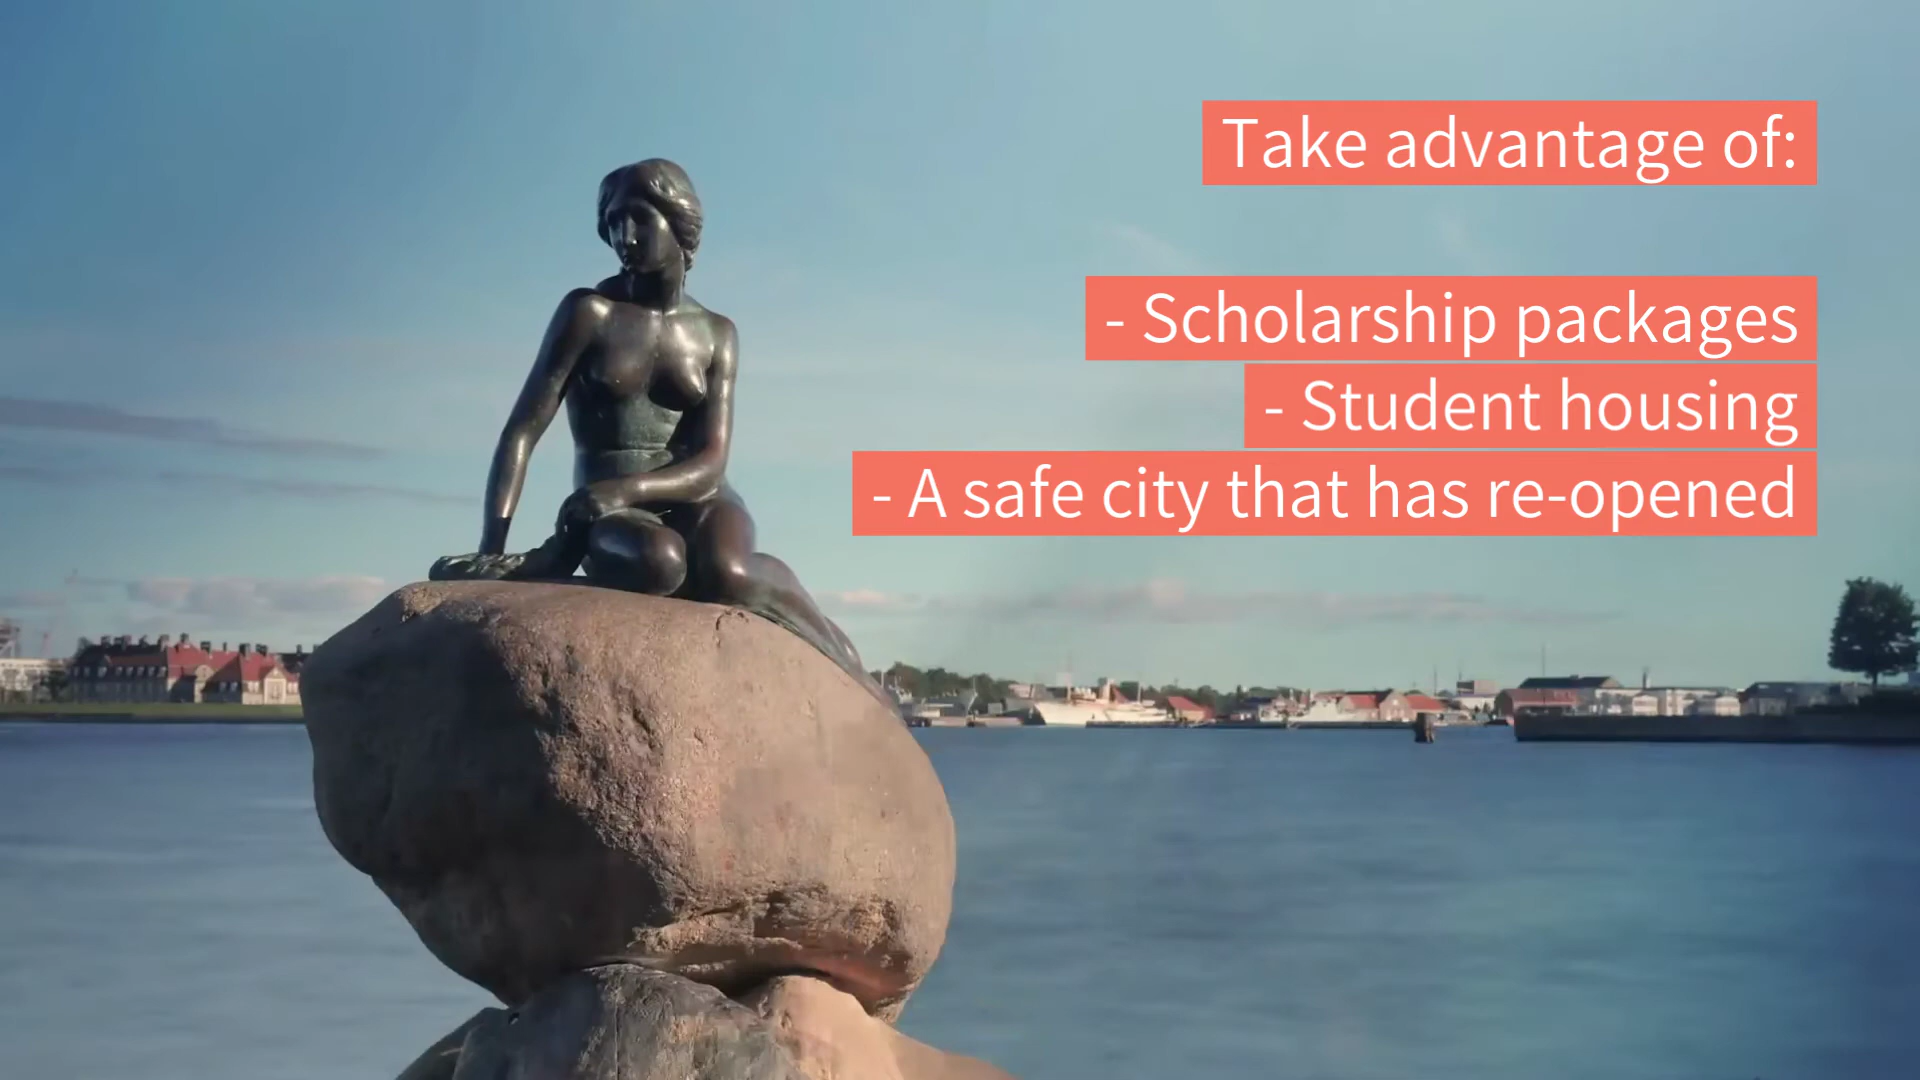 Take advantage of:
- Scholarship packages
- Student housing
- A safe city that has re-opened